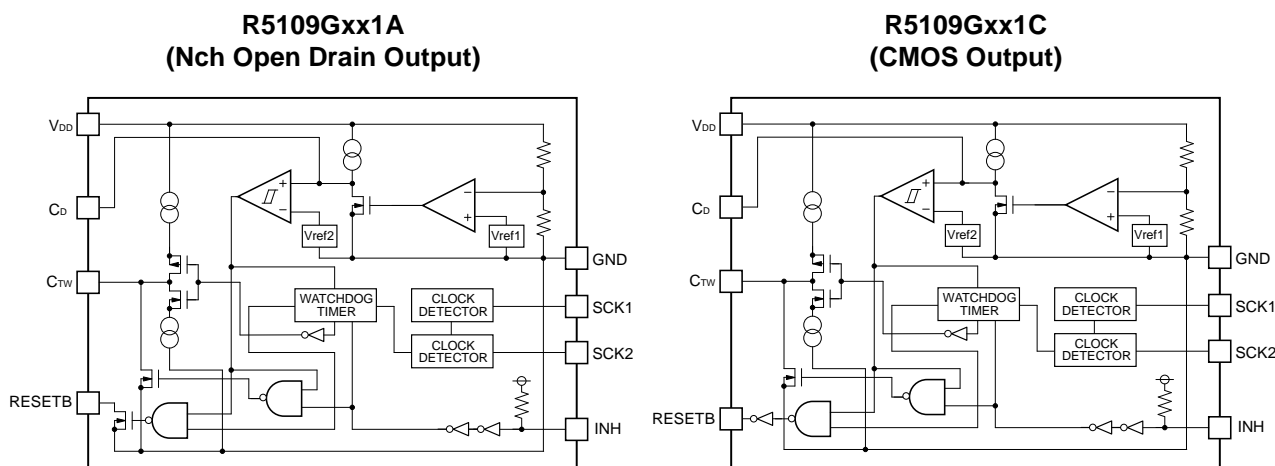 R5109Gxx1A
(Nch Open Drain Output)
VDD
CD
CTW
RESETB
+
−
Vref2
−
+
Vref1
WATCHDOG
TIMER
CLOCK
DETECTOR
CLOCK
DETECTOR
GND
SCK1
SCK2
INH
R5109Gxx1C
(CMOS Output)
VDD
CD
CTW
RESETB
+
−
Vref2
−
+
Vref1
WATCHDOG
TIMER
CLOCK
DETECTOR
CLOCK
DETECTOR
GND
SCK1
SCK2
INH